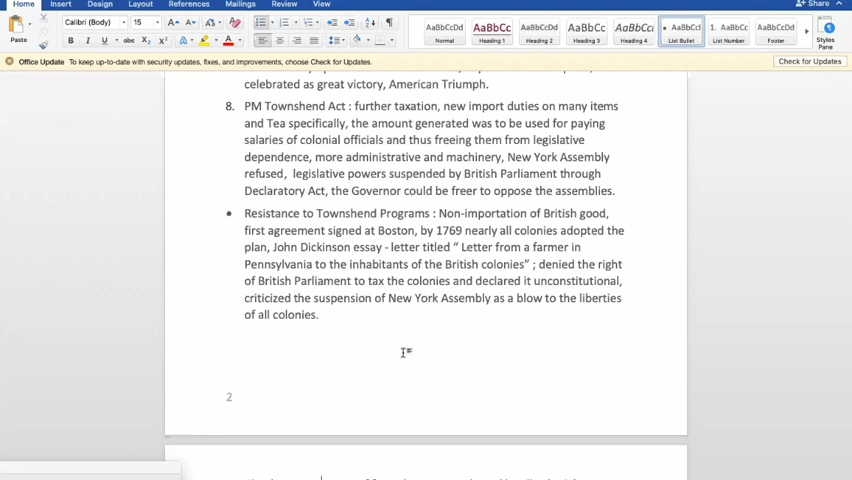 Home Insert Design Layout References Mailings Review View Share
Paste Calibri (Body) 15 Styles Pane
AaBbCcDd AaBbCc AaBbCcDd AaBbCcI AaBbCcI AaBbCcI 1. AaBbCc AaBbCcDd
Normal Heading 1 Heading 2 Heading 3 Heading 4 List Bullet List Number Footer
Office Update To keep up-to-date with security updates, fixes, and improvements, choose Check for Updates. Check for Updates
celebrated as great victory, American Triumph.
8. PM Townshend Act : further taxation, new import duties on many items
and Tea specifically, the amount generated was to be used for paying
salaries of colonial officials and thus freeing them from legislative
dependence, more administrative and machinery, New York Assembly
refused, legislative powers suspended by British Parliament through
Declaratory Act, the Governor could be freer to oppose the assemblies.
• Resistance to Townshend Programs : Non-importation of British good,
first agreement signed at Boston, by 1769 nearly all colonies adopted the
plan, John Dickinson essay - letter titled “ Letter from a farmer in
Pennsylvania to the inhabitants of the British colonies” ; denied the right
of British Parliament to tax the colonies and declared it unconstitutional,
criticized the suspension of New York Assembly as a blow to the liberties
of all colonies.
2